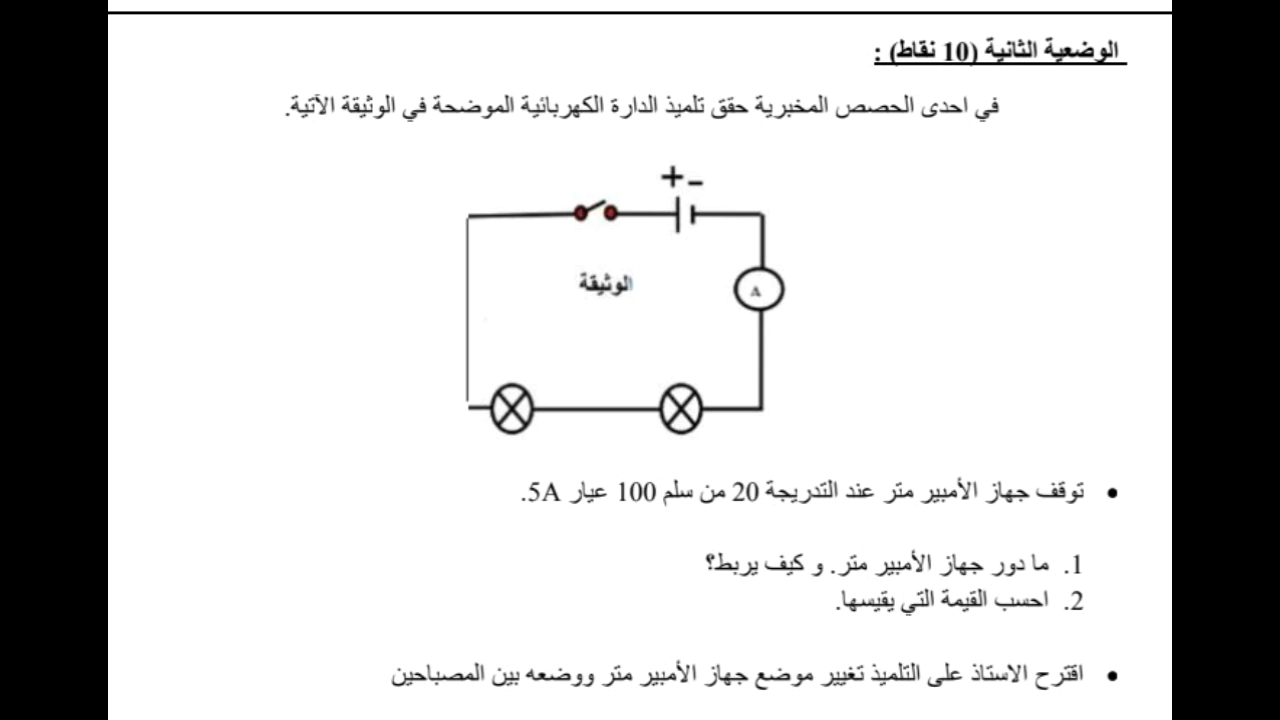 الوضعية الثانية (10 نقاط) :
في احدى الحصص المخبرية حقق تلميذ الدارة الكهربائية الموضحة في الوثيقة الآتية.
+ -
الوثيقة
A
• توقف جهاز الأمبير متر عند التدريجة 20 من سلم 100 عيار 5A.
1. ما دور جهاز الأمبير متر. و كيف يربط؟
2. احسب القيمة التي يقيسها.
• اقترح الاستاذ على التلميذ تغيير موضع جهاز الأمبير متر ووضعه بين المصباحين